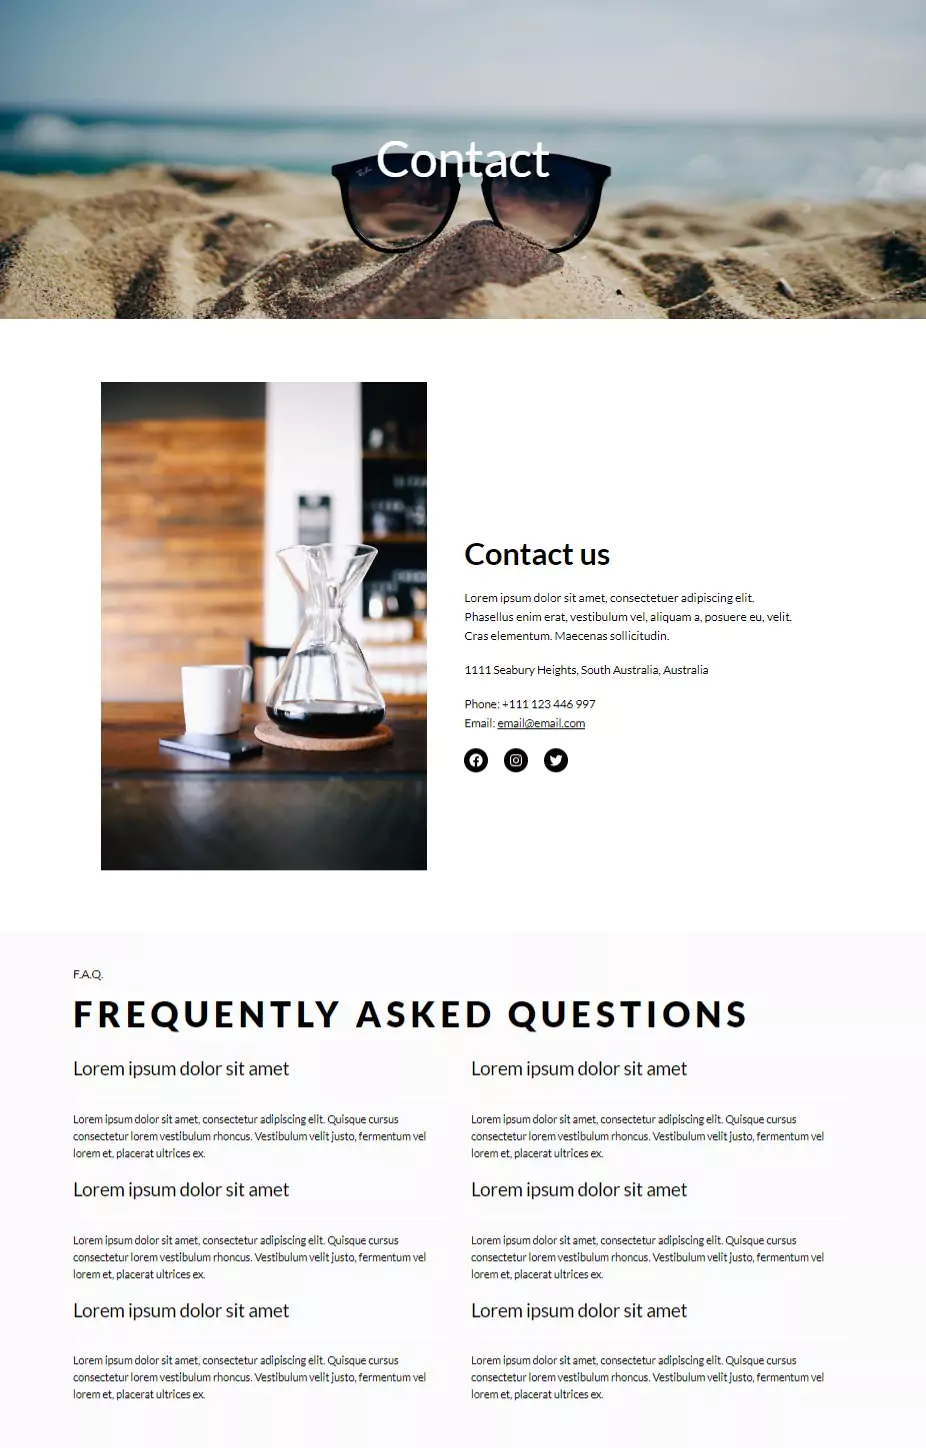 Contact
Ray-Ban
Contact us
Lorem ipsum dolor sit amet, consectetuer adipiscing elit.
Phasellus enim erat, vestibulum vel, aliquam a, posuere eu, velit.
Cras elementum. Maecenas sollicitudin.
1111 Seabury Heights, South Australia, Australia
Phone: +111 123 446 997
Email: email@email.com
F.A.Q.
FREQUENTLY ASKED QUESTIONS
Lorem ipsum dolor sit amet
Lorem ipsum dolor sit amet, consectetur adipiscing elit. Quisque cursus
consectetur lorem vestibulum rhoncus. Vestibulum velit justo, fermentum vel
lorem et, placerat ultrices ex.
Lorem ipsum dolor sit amet
Lorem ipsum dolor sit amet, consectetur adipiscing elit. Quisque cursus
consectetur lorem vestibulum rhoncus. Vestibulum velit justo, fermentum vel
lorem et, placerat ultrices ex.
Lorem ipsum dolor sit amet
Lorem ipsum dolor sit amet, consectetur adipiscing elit. Quisque cursus
consectetur lorem vestibulum rhoncus. Vestibulum velit justo, fermentum vel
lorem et, placerat ultrices ex.
Lorem ipsum dolor sit amet
Lorem ipsum dolor sit amet, consectetur adipiscing elit. Quisque cursus
consectetur lorem vestibulum rhoncus. Vestibulum velit justo, fermentum vel
lorem et, placerat ultrices ex.
Lorem ipsum dolor sit amet
Lorem ipsum dolor sit amet, consectetur adipiscing elit. Quisque cursus
consectetur lorem vestibulum rhoncus. Vestibulum velit justo, fermentum vel
lorem et, placerat ultrices ex.
Lorem ipsum dolor sit amet
Lorem ipsum dolor sit amet, consectetur adipiscing elit. Quisque cursus
consectetur lorem vestibulum rhoncus. Vestibulum velit justo, fermentum vel
lorem et, placerat ultrices ex.